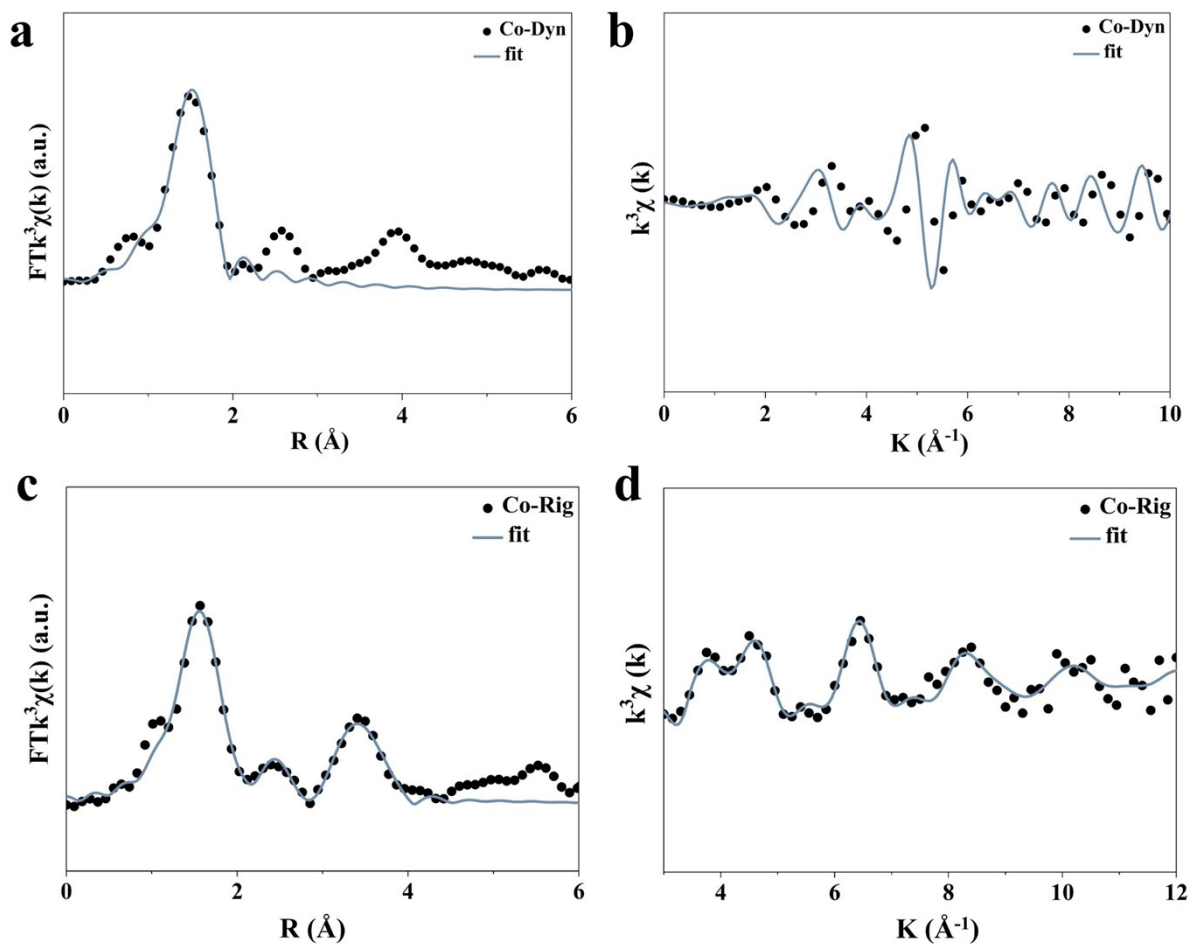 a
Co-Dyn
fit
FTk³χ(k) (a.u.)
0 2 4 6
R (Å)
b
Co-Dyn
fit
k³χ (k)
0 2 4 6 8 10
K (Å⁻¹)
c
Co-Rig
fit
FTk³χ(k) (a.u.)
0 2 4 6
R (Å)
d
Co-Rig
fit
k³χ (k)
4 6 8 10 12
K (Å⁻¹)